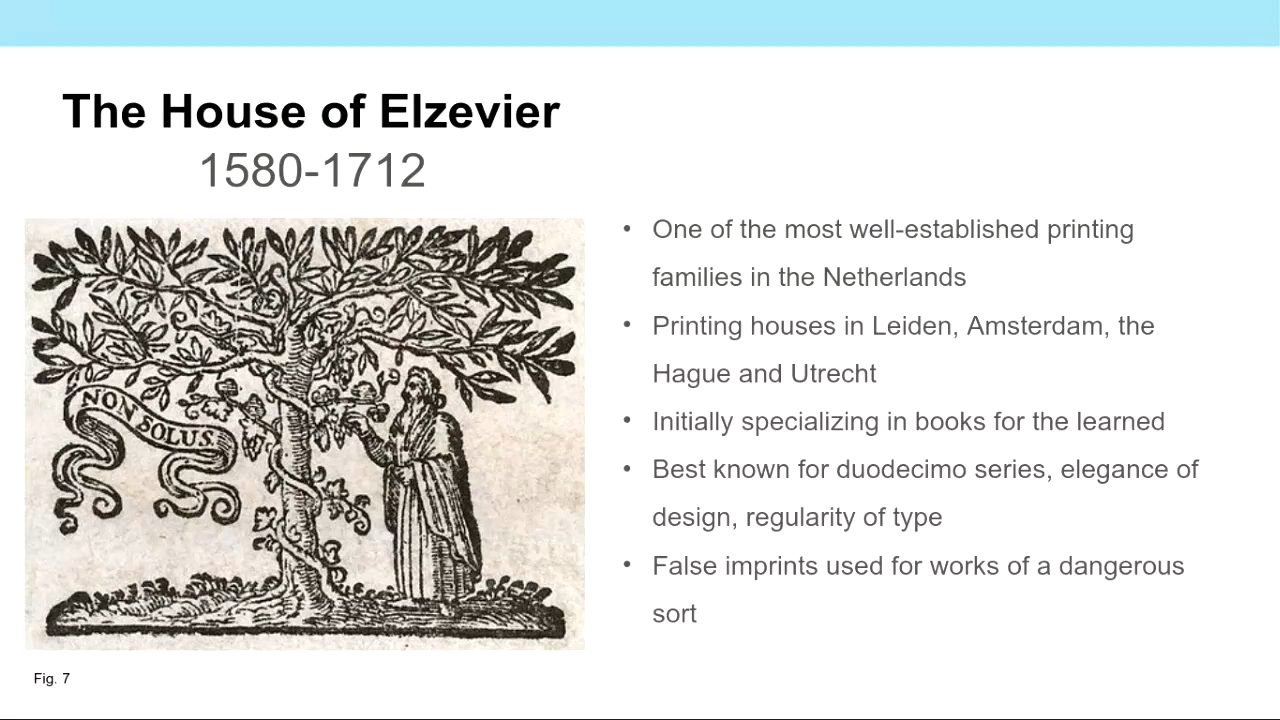 The House of Elzevier
1580-1712
NON SOLUS
• One of the most well-established printing
families in the Netherlands
• Printing houses in Leiden, Amsterdam, the
Hague and Utrecht
• Initially specializing in books for the learned
• Best known for duodecimo series, elegance of
design, regularity of type
• False imprints used for works of a dangerous
sort
Fig. 7